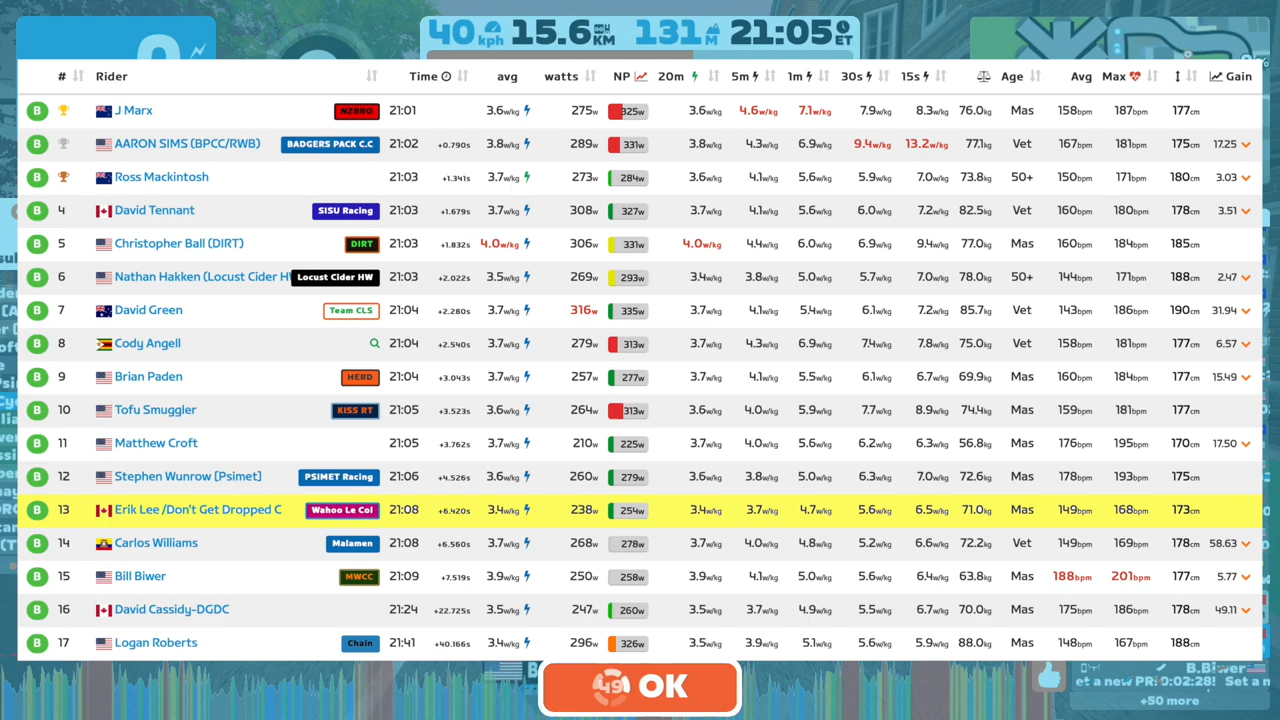 40 kph 15.6 KM 131 M 21:05 ET
# Rider Time avg watts NP 20m 5m 1m 30s 15s Age Avg Max Gain
B J Marx NZBRO 21:01 3.6w/kg 275w 325w 3.6w/kg 4.6w/kg 7.1w/kg 7.9w/kg 8.3w/kg 76.0kg Mas 158bpm 187bpm 177cm
B AARON SIMS (BPCC/RWB) BADGERS PACK C.C 21:02 +0.790s 3.8w/kg 289w 331w 3.8w/kg 4.3w/kg 6.9w/kg 9.4w/kg 13.2w/kg 77.1kg Vet 167bpm 181bpm 175cm 17.25
B Ross Mackintosh 21:03 +1.341s 3.7w/kg 273w 284w 3.6w/kg 4.1w/kg 5.6w/kg 5.9w/kg 7.0w/kg 73.8kg 50+ 150bpm 171bpm 180cm 3.03
B 4 David Tennant SISU Racing 21:03 +1.679s 3.7w/kg 308w 327w 3.7w/kg 4.1w/kg 5.6w/kg 6.0w/kg 7.2w/kg 82.5kg Vet 160bpm 180bpm 178cm 3.51
B 5 Christopher Ball (DIRT) DIRT 21:03 +1.832s 4.0w/kg 306w 331w 4.0w/kg 4.4w/kg 6.0w/kg 6.9w/kg 9.4w/kg 77.0kg Mas 160bpm 184bpm 185cm
B 6 Nathan Hakken (Locust Cider H Locust Cider HW 21:03 +2.022s 3.5w/kg 269w 293w 3.4w/kg 3.8w/kg 5.0w/kg 5.7w/kg 7.0w/kg 78.0kg 50+ 144bpm 171bpm 188cm 2.47
B 7 David Green Team CLS 21:04 +2.280s 3.7w/kg 316w 335w 3.7w/kg 4.1w/kg 5.4w/kg 6.1w/kg 7.2w/kg 85.7kg Vet 143bpm 186bpm 190cm 31.94
B 8 Cody Angell 21:04 +2.540s 3.7w/kg 279w 313w 3.7w/kg 4.3w/kg 6.9w/kg 7.4w/kg 7.8w/kg 75.0kg Vet 158bpm 181bpm 177cm 6.57
B 9 Brian Paden HERD 21:04 +3.043s 3.7w/kg 257w 277w 3.7w/kg 4.1w/kg 5.5w/kg 6.1w/kg 6.7w/kg 69.9kg Mas 160bpm 184bpm 177cm 15.49
B 10 Tofu Smuggler KISS RT 21:05 +3.523s 3.6w/kg 264w 313w 3.6w/kg 4.0w/kg 5.9w/kg 7.7w/kg 8.9w/kg 74.4kg Mas 159bpm 181bpm 177cm
B 11 Matthew Croft 21:05 +3.762s 3.7w/kg 210w 225w 3.7w/kg 4.0w/kg 5.6w/kg 6.2w/kg 6.3w/kg 56.8kg Mas 176bpm 195bpm 170cm 17.50
B 12 Stephen Wunrow [Psimet] PSIMET Racing 21:06 +4.526s 3.7w/kg 260w 279w 3.6w/kg 3.8w/kg 5.0w/kg 6.3w/kg 7.0w/kg 72.6kg Mas 178bpm 193bpm 175cm
B 13 Erik Lee /Don't Get Dropped C Wahoo Le Col 21:08 +6.420s 3.4w/kg 238w 254w 3.4w/kg 3.7w/kg 4.7w/kg 5.6w/kg 6.5w/kg 71.0kg Mas 149bpm 168bpm 173cm
B 14 Carlos Williams Malamen 21:08 +6.560s 3.7w/kg 268w 278w 3.7w/kg 4.0w/kg 4.8w/kg 5.2w/kg 6.6w/kg 72.2kg Vet 149bpm 169bpm 178cm 58.63
B 15 Bill Biwer MWCC 21:09 +7.519s 3.9w/kg 250w 258w 3.9w/kg 4.1w/kg 5.0w/kg 5.6w/kg 6.4w/kg 63.8kg Mas 188bpm 201bpm 177cm 5.77
B 16 David Cassidy-DGDC 21:24 +22.725s 3.5w/kg 247w 260w 3.5w/kg 3.7w/kg 4.9w/kg 5.5w/kg 6.7w/kg 70.0kg Mas 175bpm 186bpm 178cm 49.11
B 17 Logan Roberts Chain 21:41 +40.166s 3.4w/kg 296w 326w 3.5w/kg 3.9w/kg 5.1w/kg 5.6w/kg 5.9w/kg 88.0kg Mas 148bpm 167bpm 188cm
B.Biwer
49 OK
et a new PR 0:02:28! Set a n
+50 more